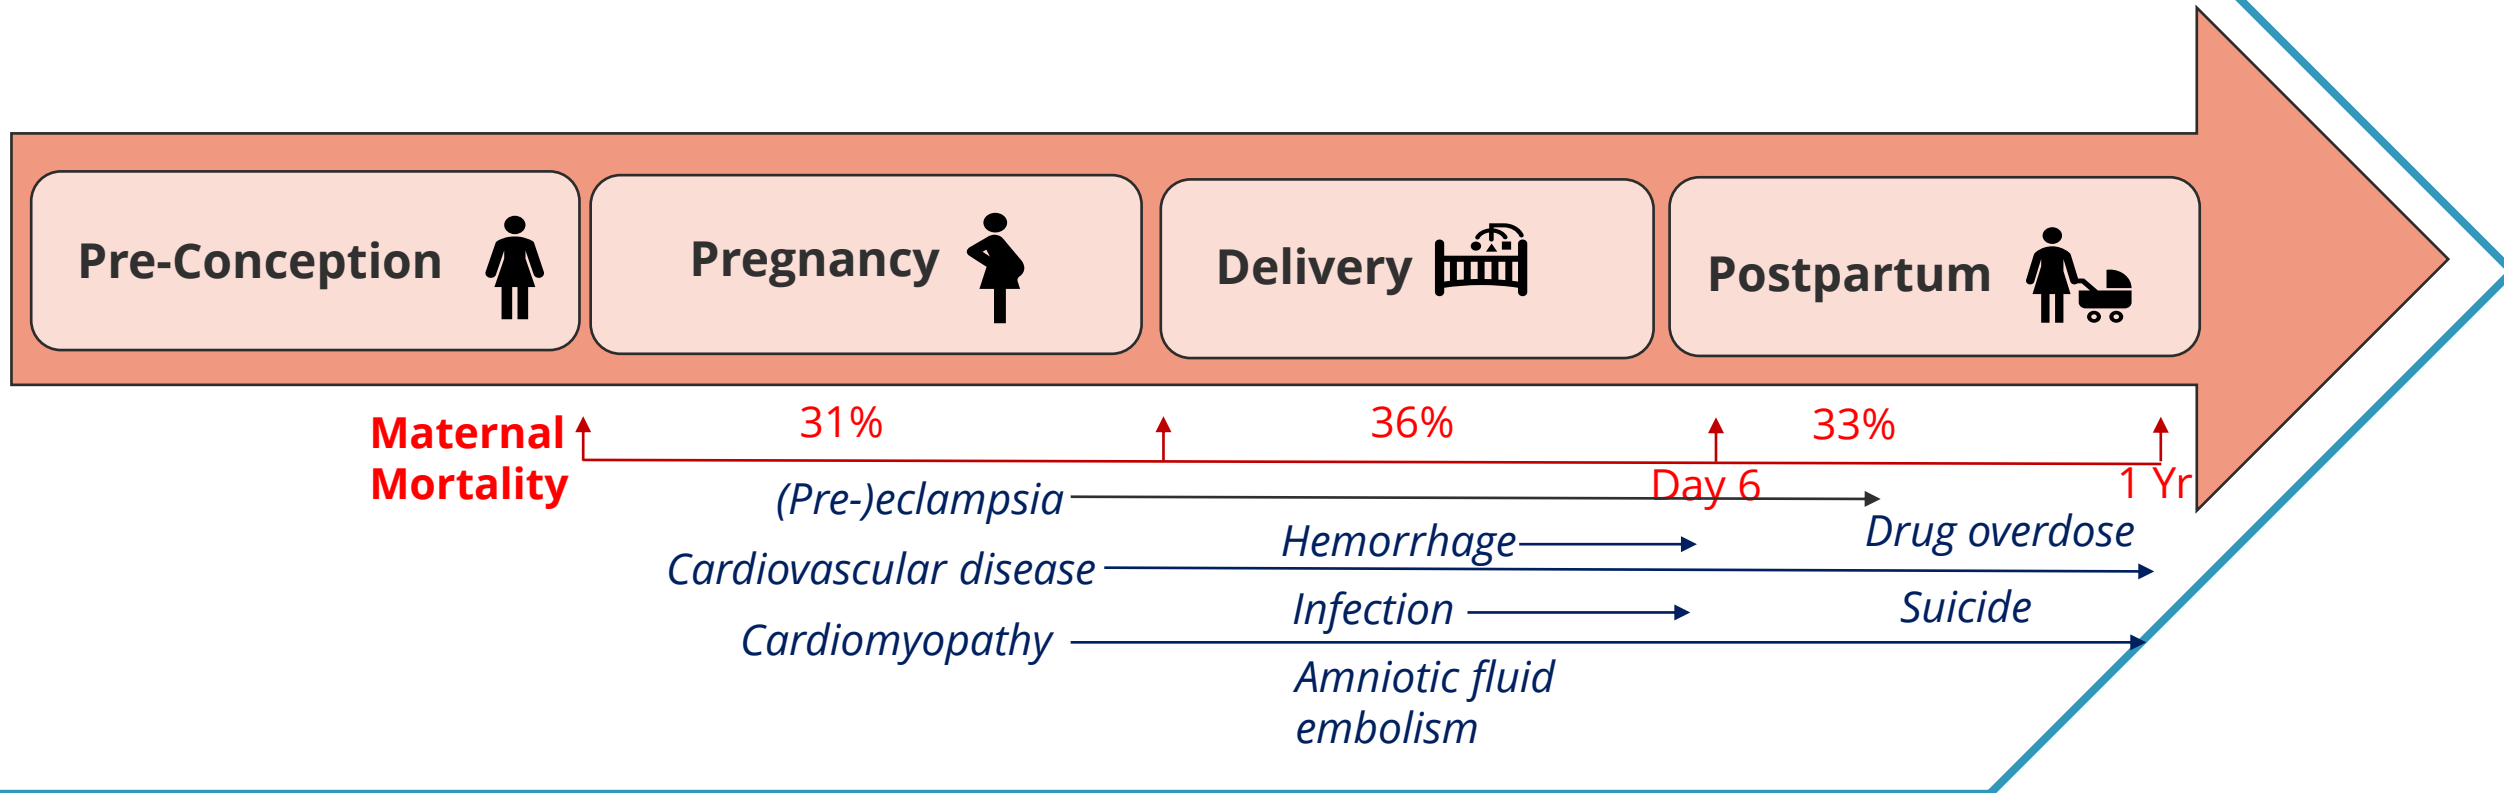 Pre-Conception
Pregnancy
Delivery
Postpartum
Maternal
Mortality
31%
36%
33%
Day 6
1 Yr
(Pre-)eclampsia
Hemorrhage
Drug overdose
Cardiovascular disease
Infection
Suicide
Cardiomyopathy
Amniotic fluid
embolism